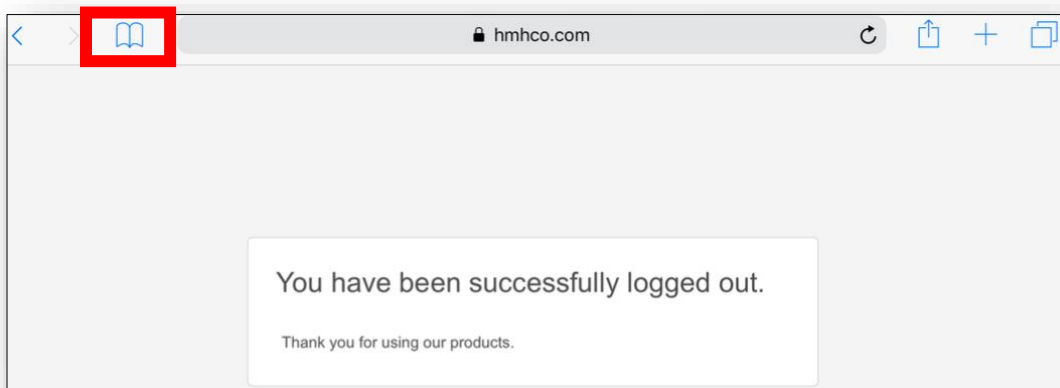 hmhco.com
You have been successfully logged out.
Thank you for using our products.